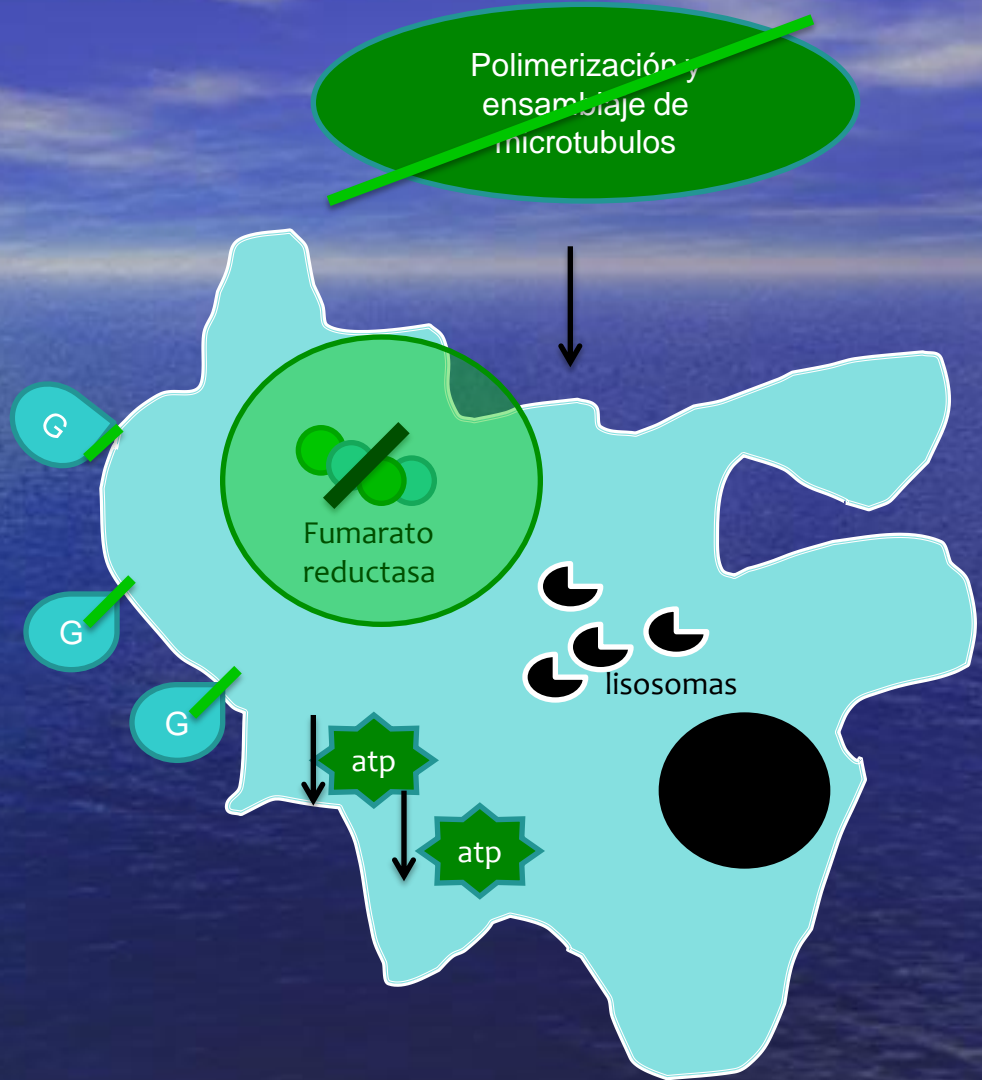 Polimerización y
ensamblaje de
microtubulos
G
Fumarato
reductasa
G
lisosomas
G
atp
atp